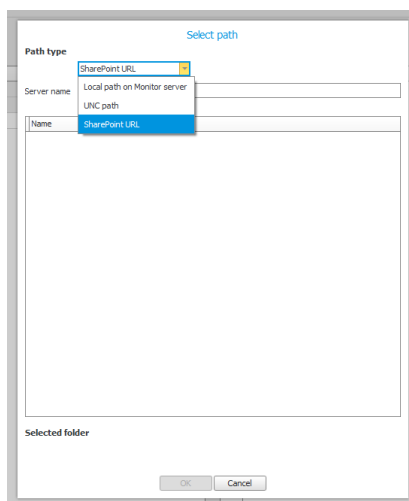 Select path
Path type
SharePoint URL
Local path on Monitor server
Server name
UNC path
SharePoint URL
Name
Selected folder
OK Cancel